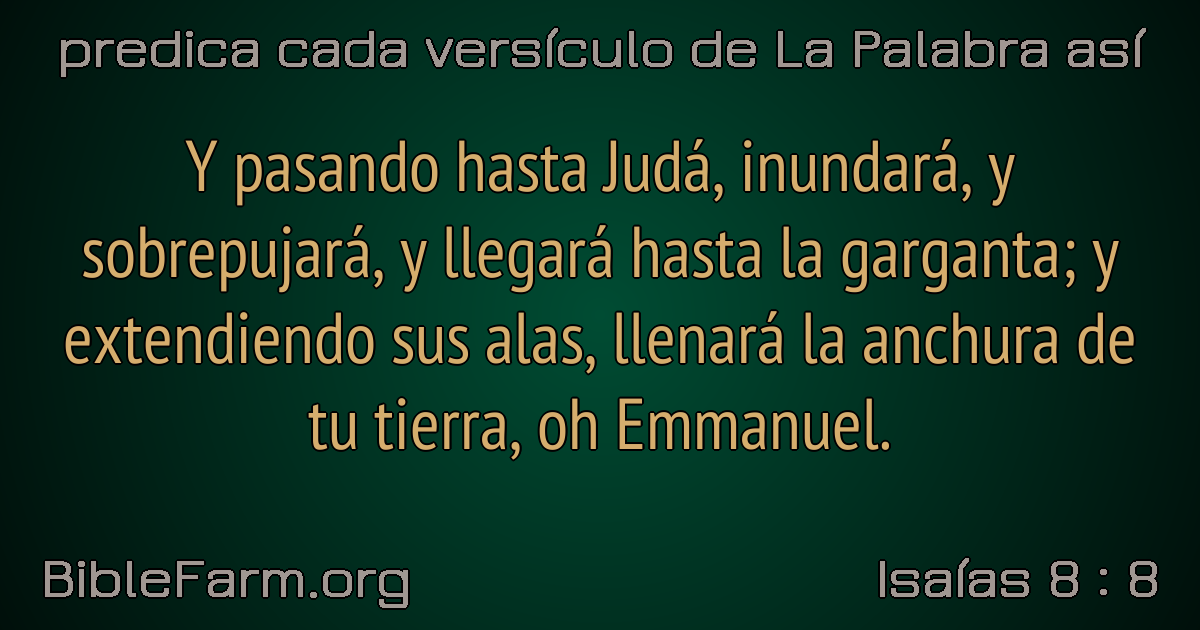 predica cada versículo de La Palabra así
Y pasando hasta Judá, inundará, y
sobrepujará, y llegará hasta la garganta; y
extendiendo sus alas, llenará la anchura de
tu tierra, oh Emmanuel.
BibleFarm.org
Isaías 8 : 8